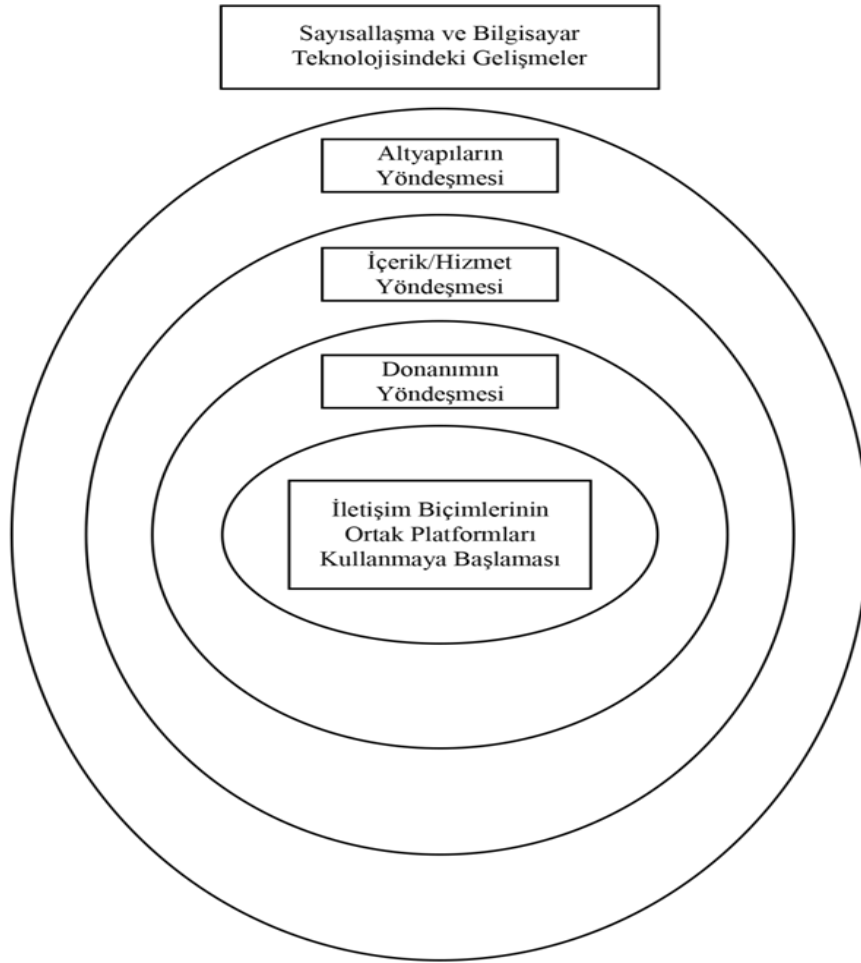 Sayısallaşma ve Bilgisayar
Teknolojisindeki Gelişmeler
Altyapıların
Yöndeşmesi
İçerik/Hizmet
Yöndeşmesi
Donanımın
Yöndeşmesi
İletişim Biçimlerinin
Ortak Platformları
Kullanmaya Başlaması